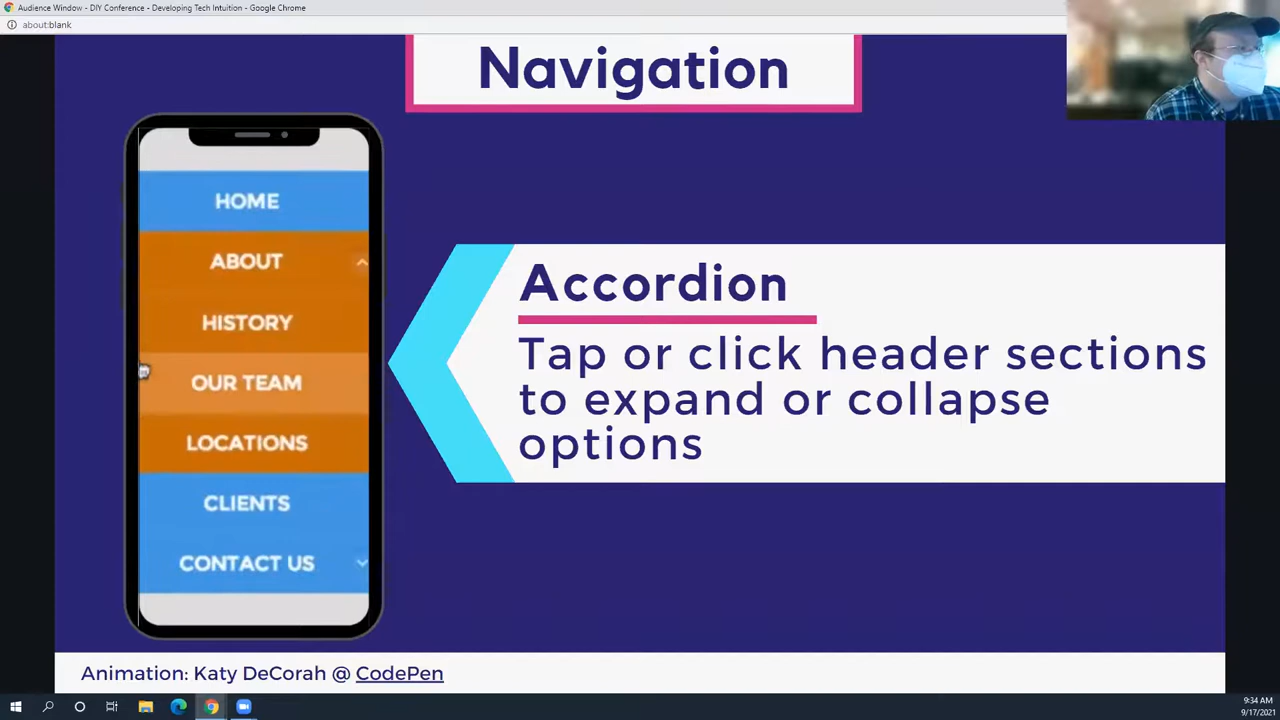 Audience Window - DIY Conference - Developing Tech Intuition - Google Chrome
about:blank
Navigation
HOME
ABOUT
HISTORY
OUR TEAM
LOCATIONS
CLIENTS
CONTACT US
Accordion
Tap or click header sections
to expand or collapse
options
Animation: Katy DeCorah @ CodePen
9:34 AM
9/17/2021